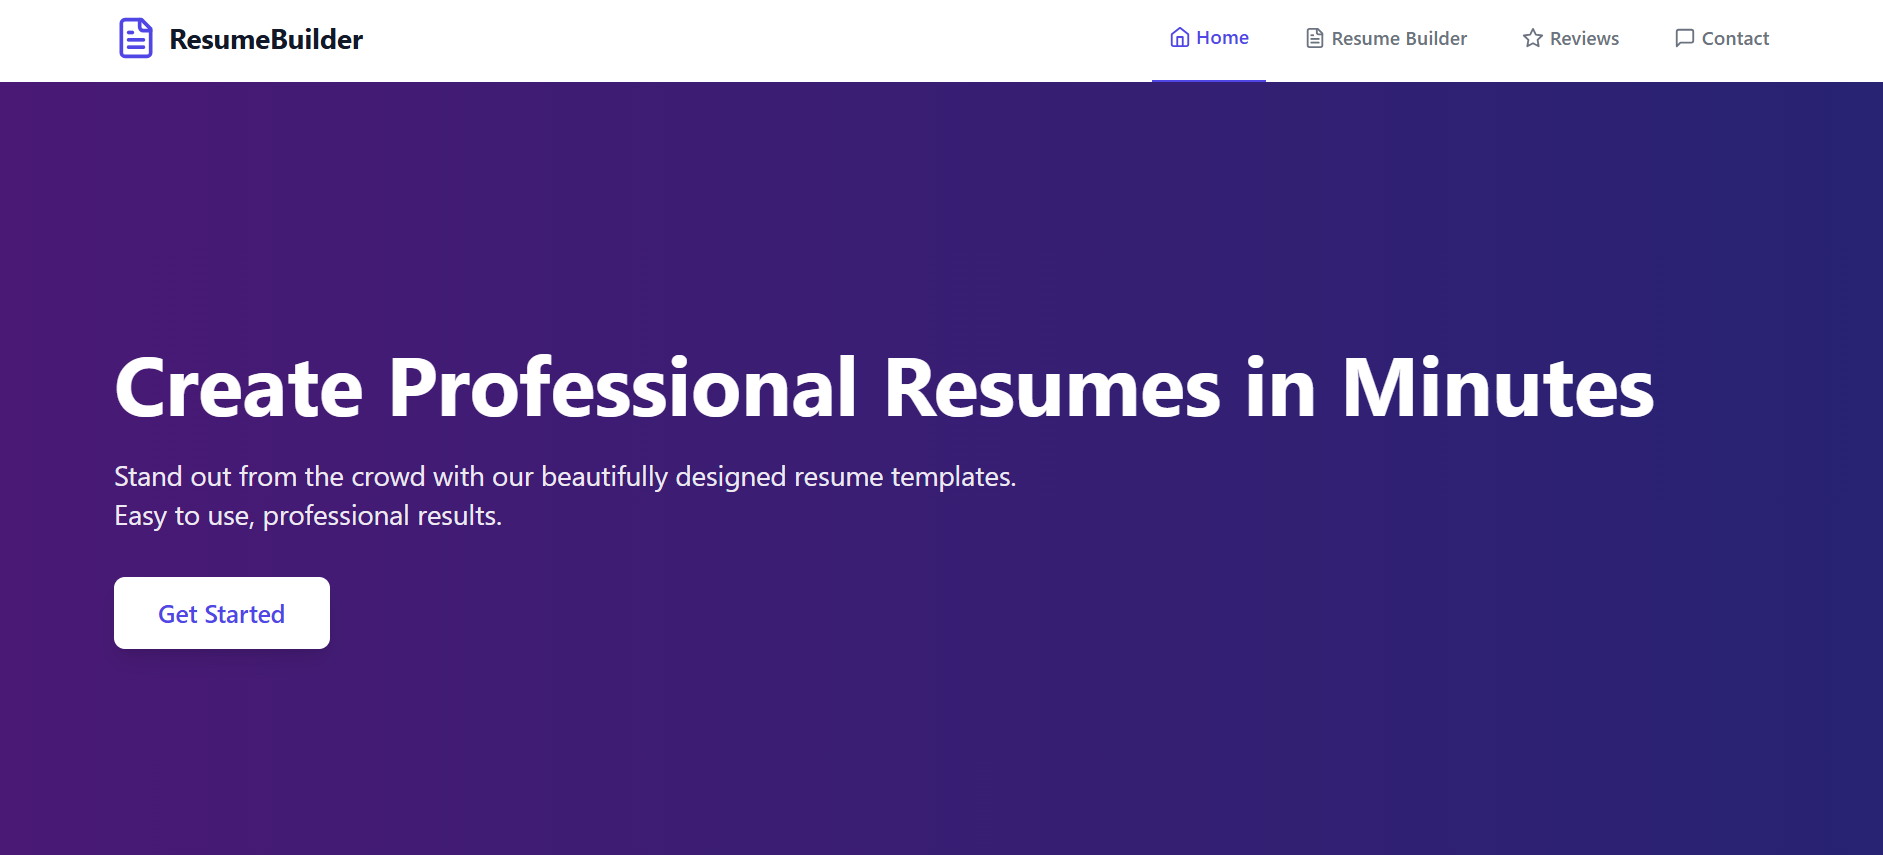 ResumeBuilder
Home
Resume Builder
Reviews
Contact
Create Professional Resumes in Minutes
Stand out from the crowd with our beautifully designed resume templates.
Easy to use, professional results.
Get Started